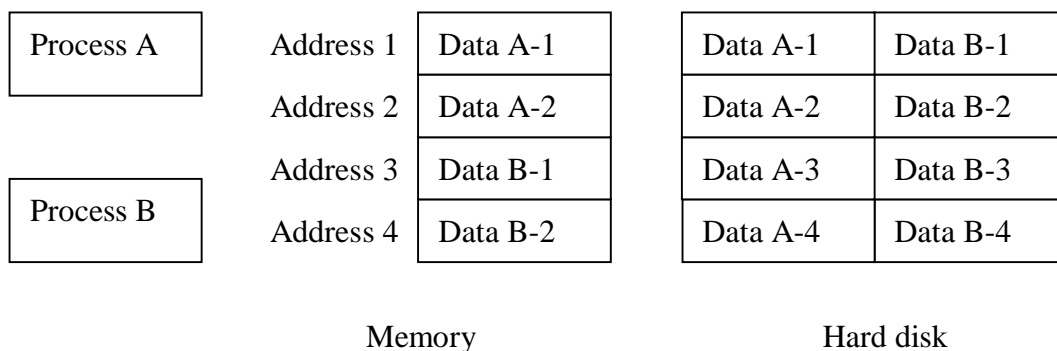 Process A Address 1 Data A-1 Data A-1 Data B-1
Address 2 Data A-2 Data A-2 Data B-2
Address 3 Data B-1 Data A-3 Data B-3
Process B Address 4 Data B-2 Data A-4 Data B-4
Memory Hard disk